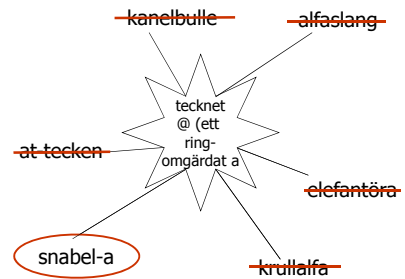 kanelbulle
alfaslang
tecknet
@ (ett
ring-
omgärdat a
at-tecken
elefantöra
snabel-a
krullalfa